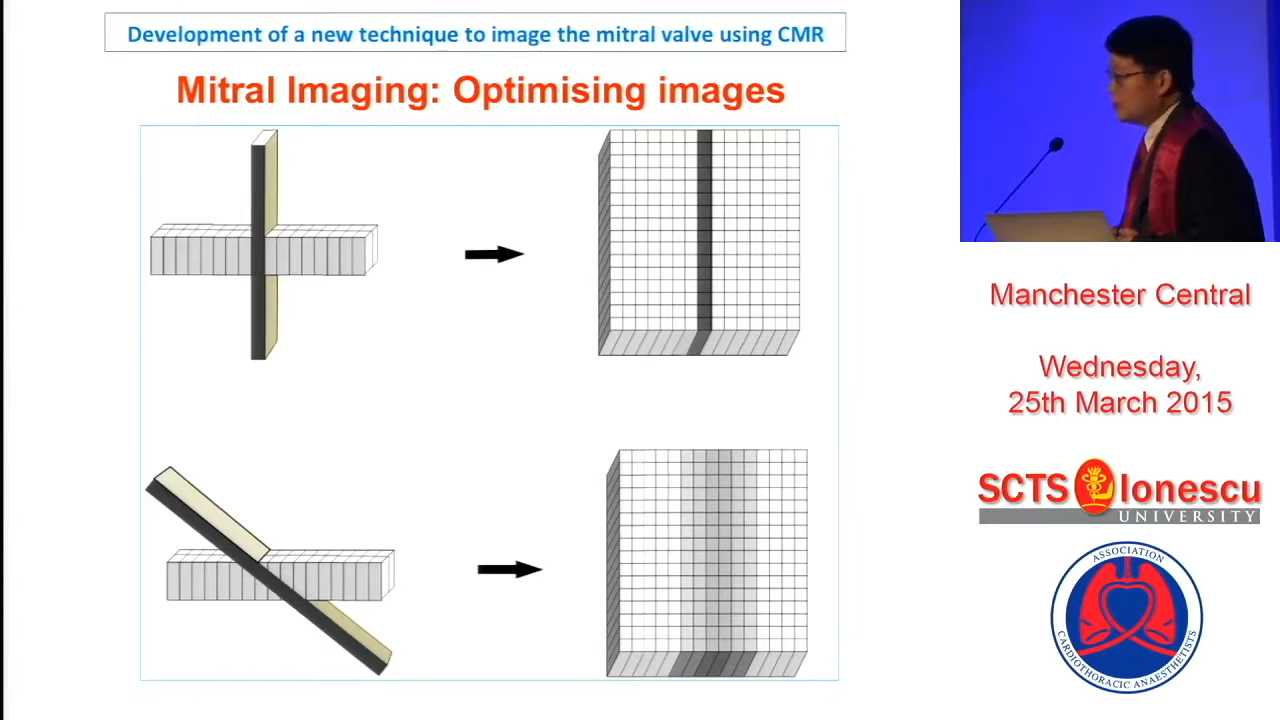 Development of a new technique to image the mitral valve using CMR
Mitral Imaging: Optimising images
Manchester Central
Wednesday,
25th March 2015
SCTS Ionescu
UNIVERSITY
ASSOCIATION
CARDIOTHORACIC ANAESTHETISTS